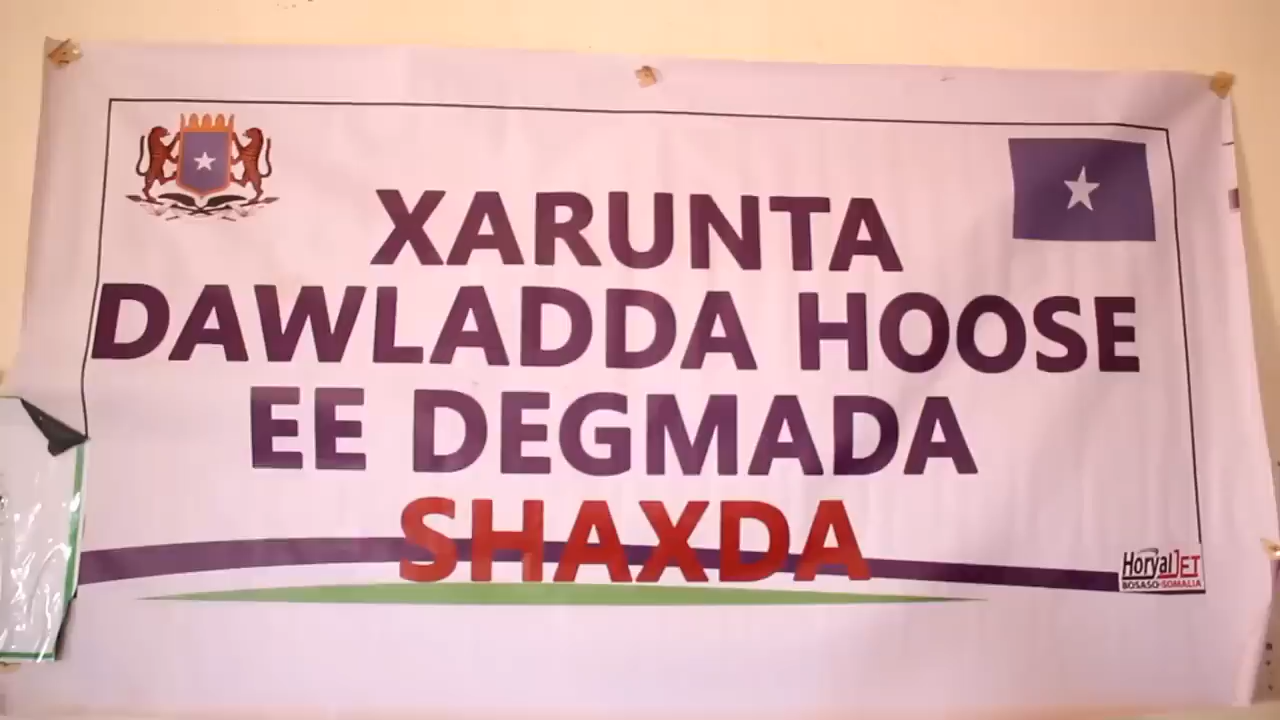 XARUNTA
DAWLADDA HOOSE
EE DEGMADA
SHAXDA
HoryalJET
BOSASO-SOMALIA